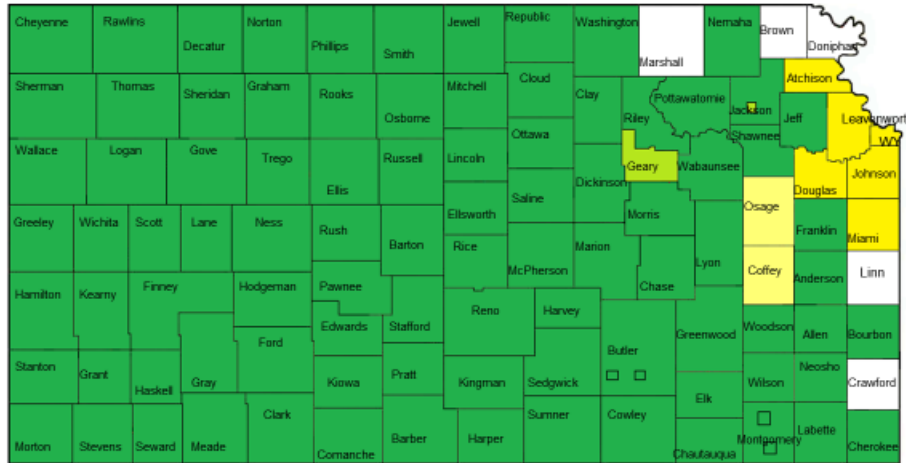 Cheyenne Rawlins Decatur Norton Phillips Smith Jewell Republic Washington Marshall Nemaha Brown Doniphan
Sherman Thomas Sheridan Graham Rooks Osborne Mitchell Cloud Clay Riley Pottawatomie Jackson Atchison
Jeff Leavenwort
Wallace Logan Gove Trego Ellis Russell Lincoln Ottawa Dickinson Geary Wabaunsee Shawnee Douglas Johnson WY
Greeley Wichita Scott Lane Ness Rush Barton Ellsworth Saline Morris Osage Franklin Miami
Rice McPherson Marion Chase Lyon Coffey Anderson Linn
Hamilton Kearny Finney Hodgeman Pawnee Edwards Stafford Reno Harvey Butler Greenwood Woodson Allen Bourbon
Stanton Grant Haskell Gray Ford Kiowa Pratt Kingman Sedgwick Elk Wilson Neosho Crawford
Morton Stevens Seward Meade Clark Comanche Barber Harper Sumner Cowley Chautauqua Montgomery Labette Cherokee